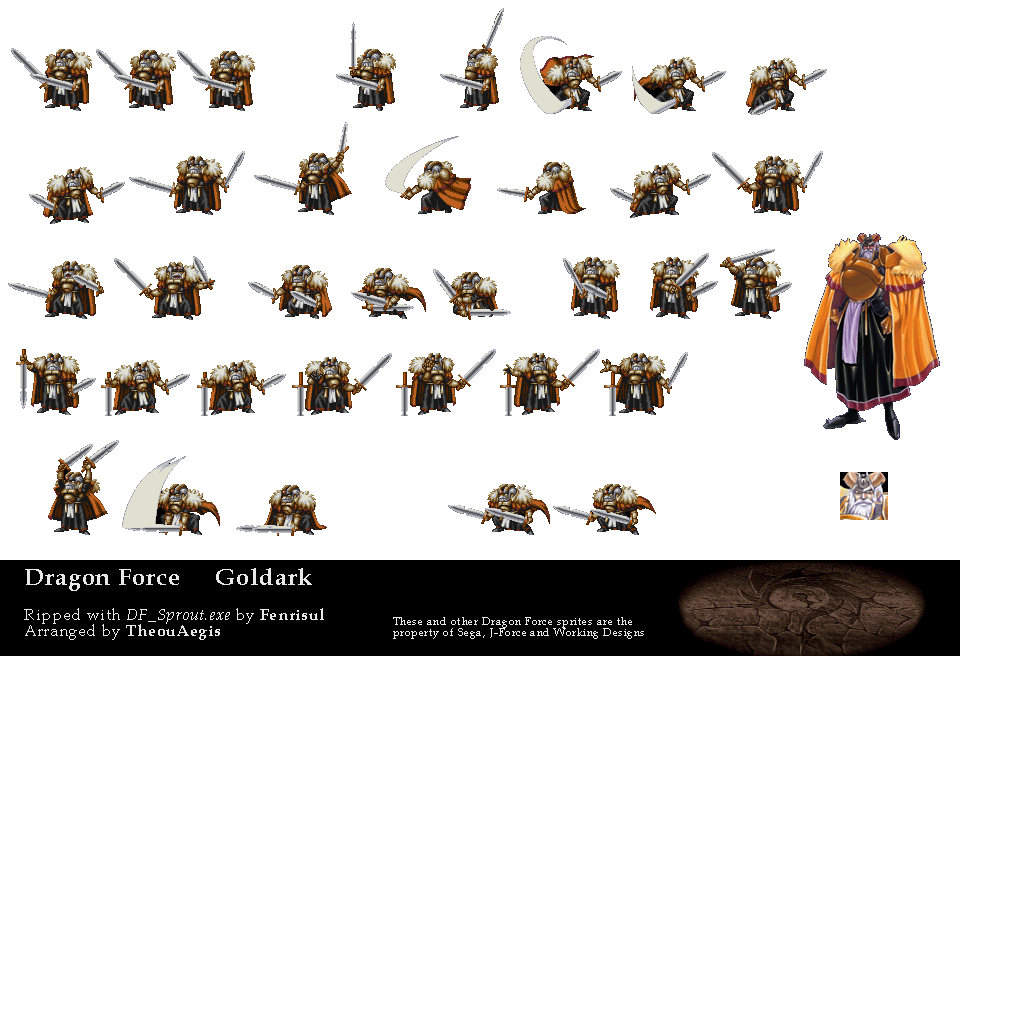 Dragon Force Goldark
Ripped with DF_Sprout.exe by Fenrisul
Arranged by TheouAegis
These and other Dragon Force sprites are the
property of Sega, J-Force and Working Designs